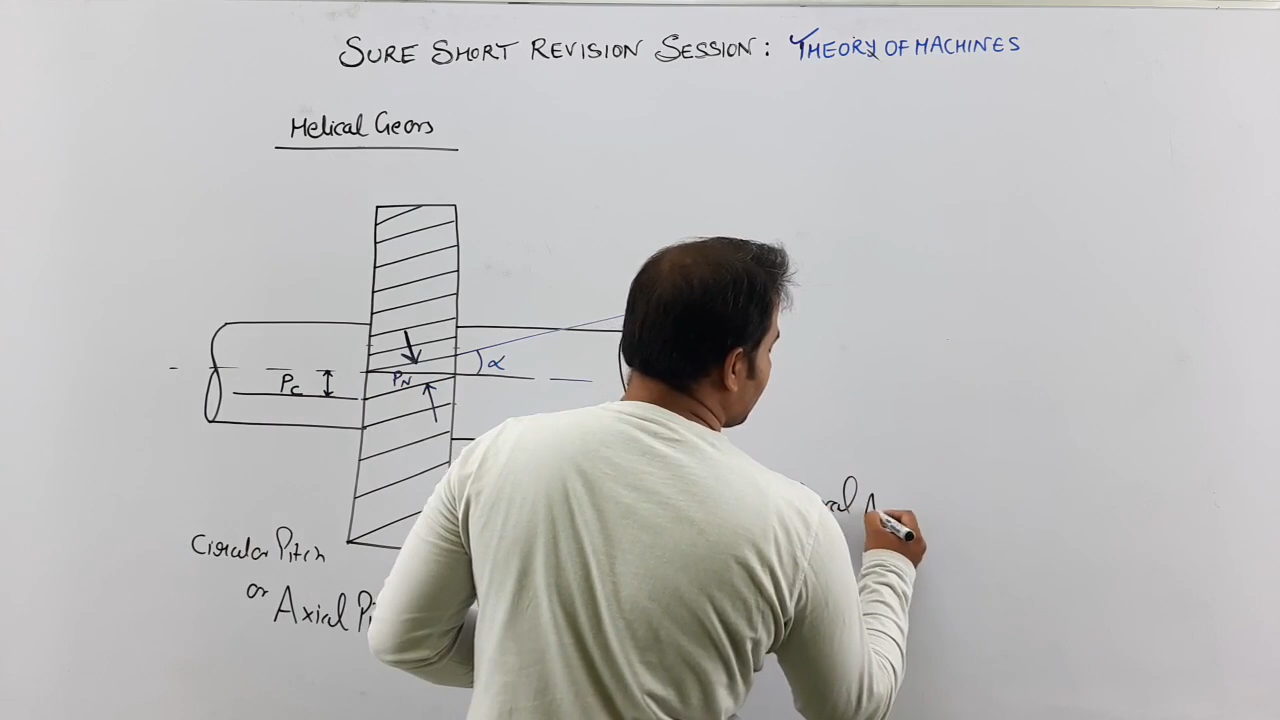 SURE SHORT REVISION SESSION: THEORY OF MACHINES
Helical Gears
α
PC
PN
Circular Pitch
or
Axial